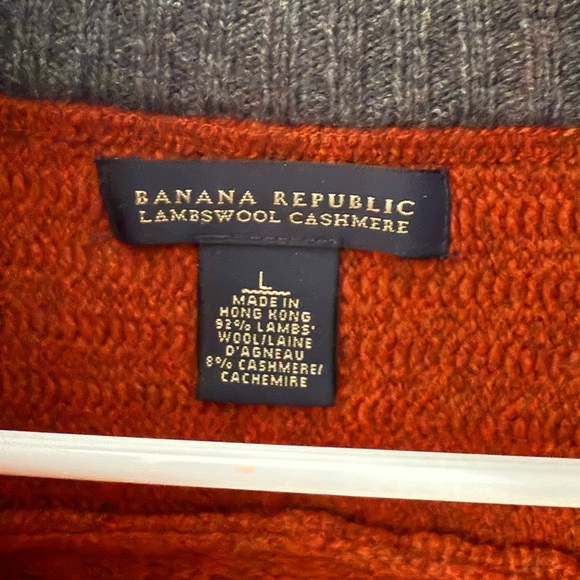 BANANA REPUBLIC
LAMBSWOOL CASHMERE
L
MADE IN
HONG KONG
92% LAMBS'
WOOL/LAINE
D'AGNEAU
8% CASHMERE/
CACHEMIRE